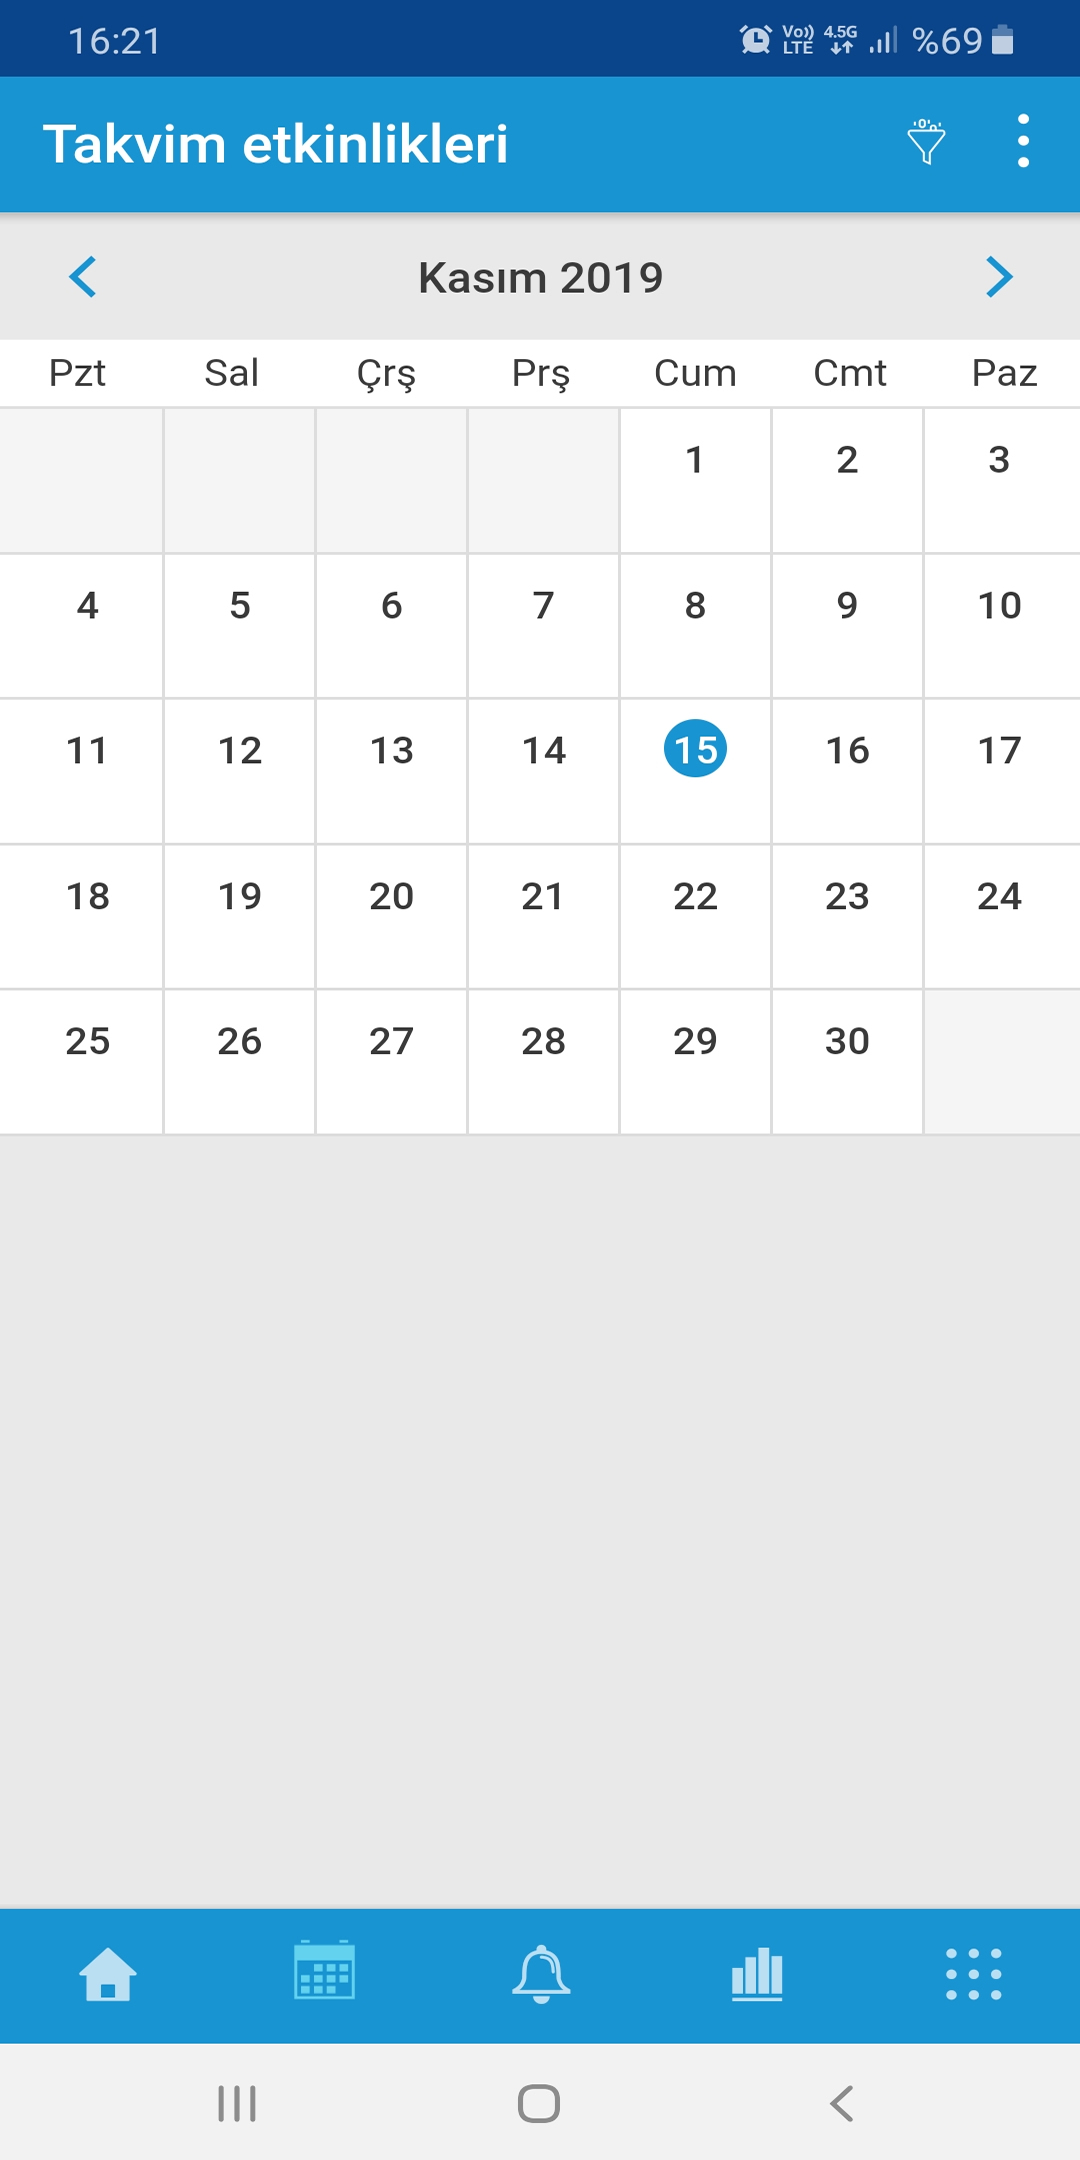 16:21 Vo)) LTE 4.5G %69
Takvim etkinlikleri
Kasım 2019
Pzt Sal Çrş Prş Cum Cmt Paz
1 2 3
4 5 6 7 8 9 10
11 12 13 14 15 16 17
18 19 20 21 22 23 24
25 26 27 28 29 30